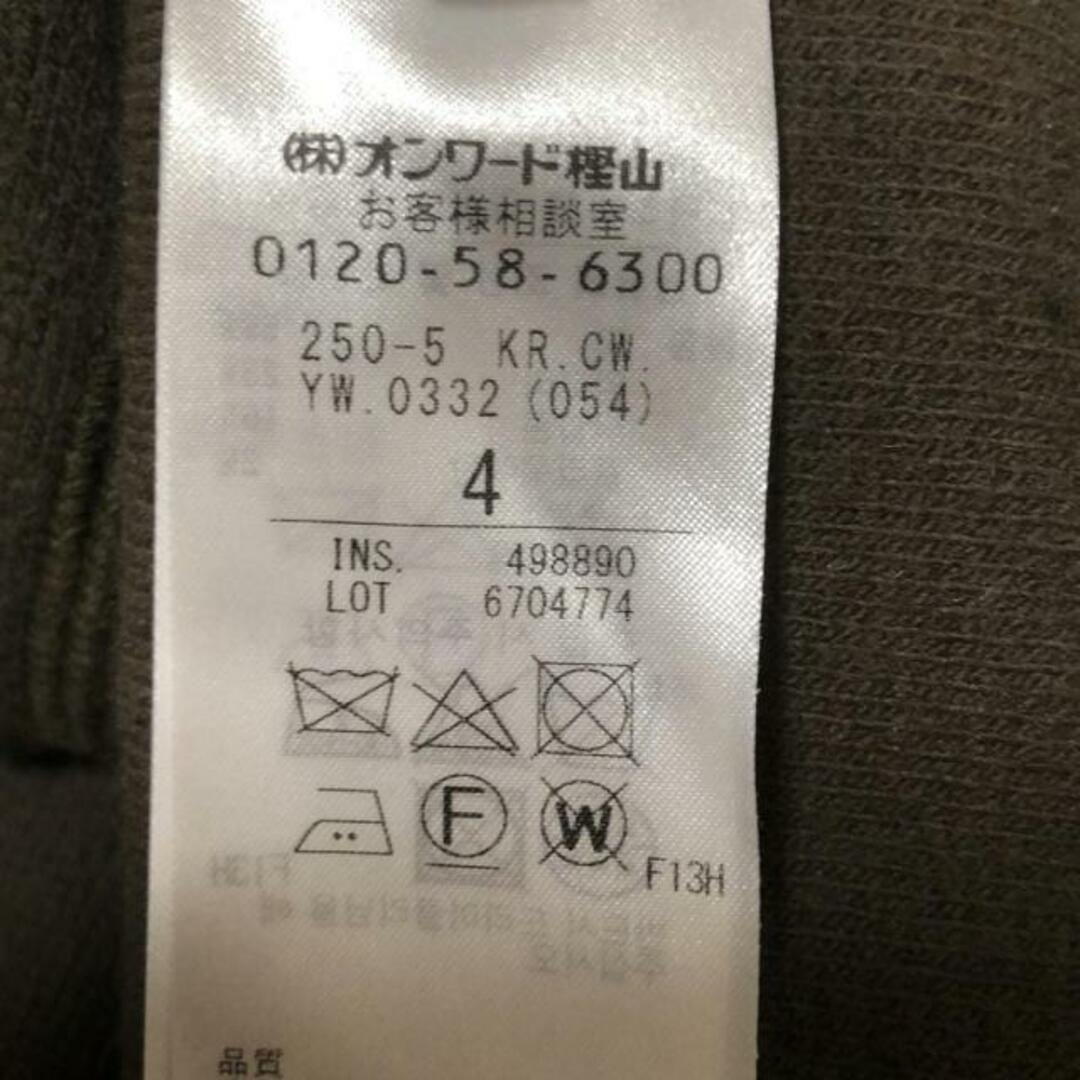 ㈱オンワード樫山
お客様相談室
0120-58-6300
250-5 KR.CW.
YW.0332 (054)
4
INS. 498890
LOT 6704774
F W
F13H
品質